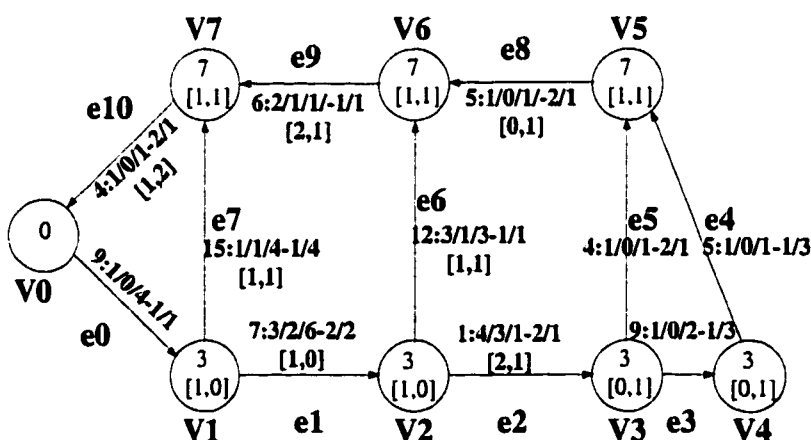 V7
V6
V5
e9
e8
7
7
7
[1,1]
[1,1]
[1,1]
6:2/1/1/-1/1
[2,1]
5:1/0/1/-2/1
[0,1]
e10
4:1/0/1-2/1
[1,2]
0
V0
e7
15:1/1/4-1/4
[1,1]
e6
12:3/1/3-1/1
[1,1]
e5
4:1/0/1-2/1
e4
5:1/0/1-1/3
9:1/0/4-1/1
e0
3
[1,0]
7:3/2/6-2/2
[1,0]
3
[1,0]
1:4/3/1-2/1
[2,1]
3
[0,1]
9:1/0/2-1/3
3
[0,1]
V1
e1
V2
e2
V3
e3
V4